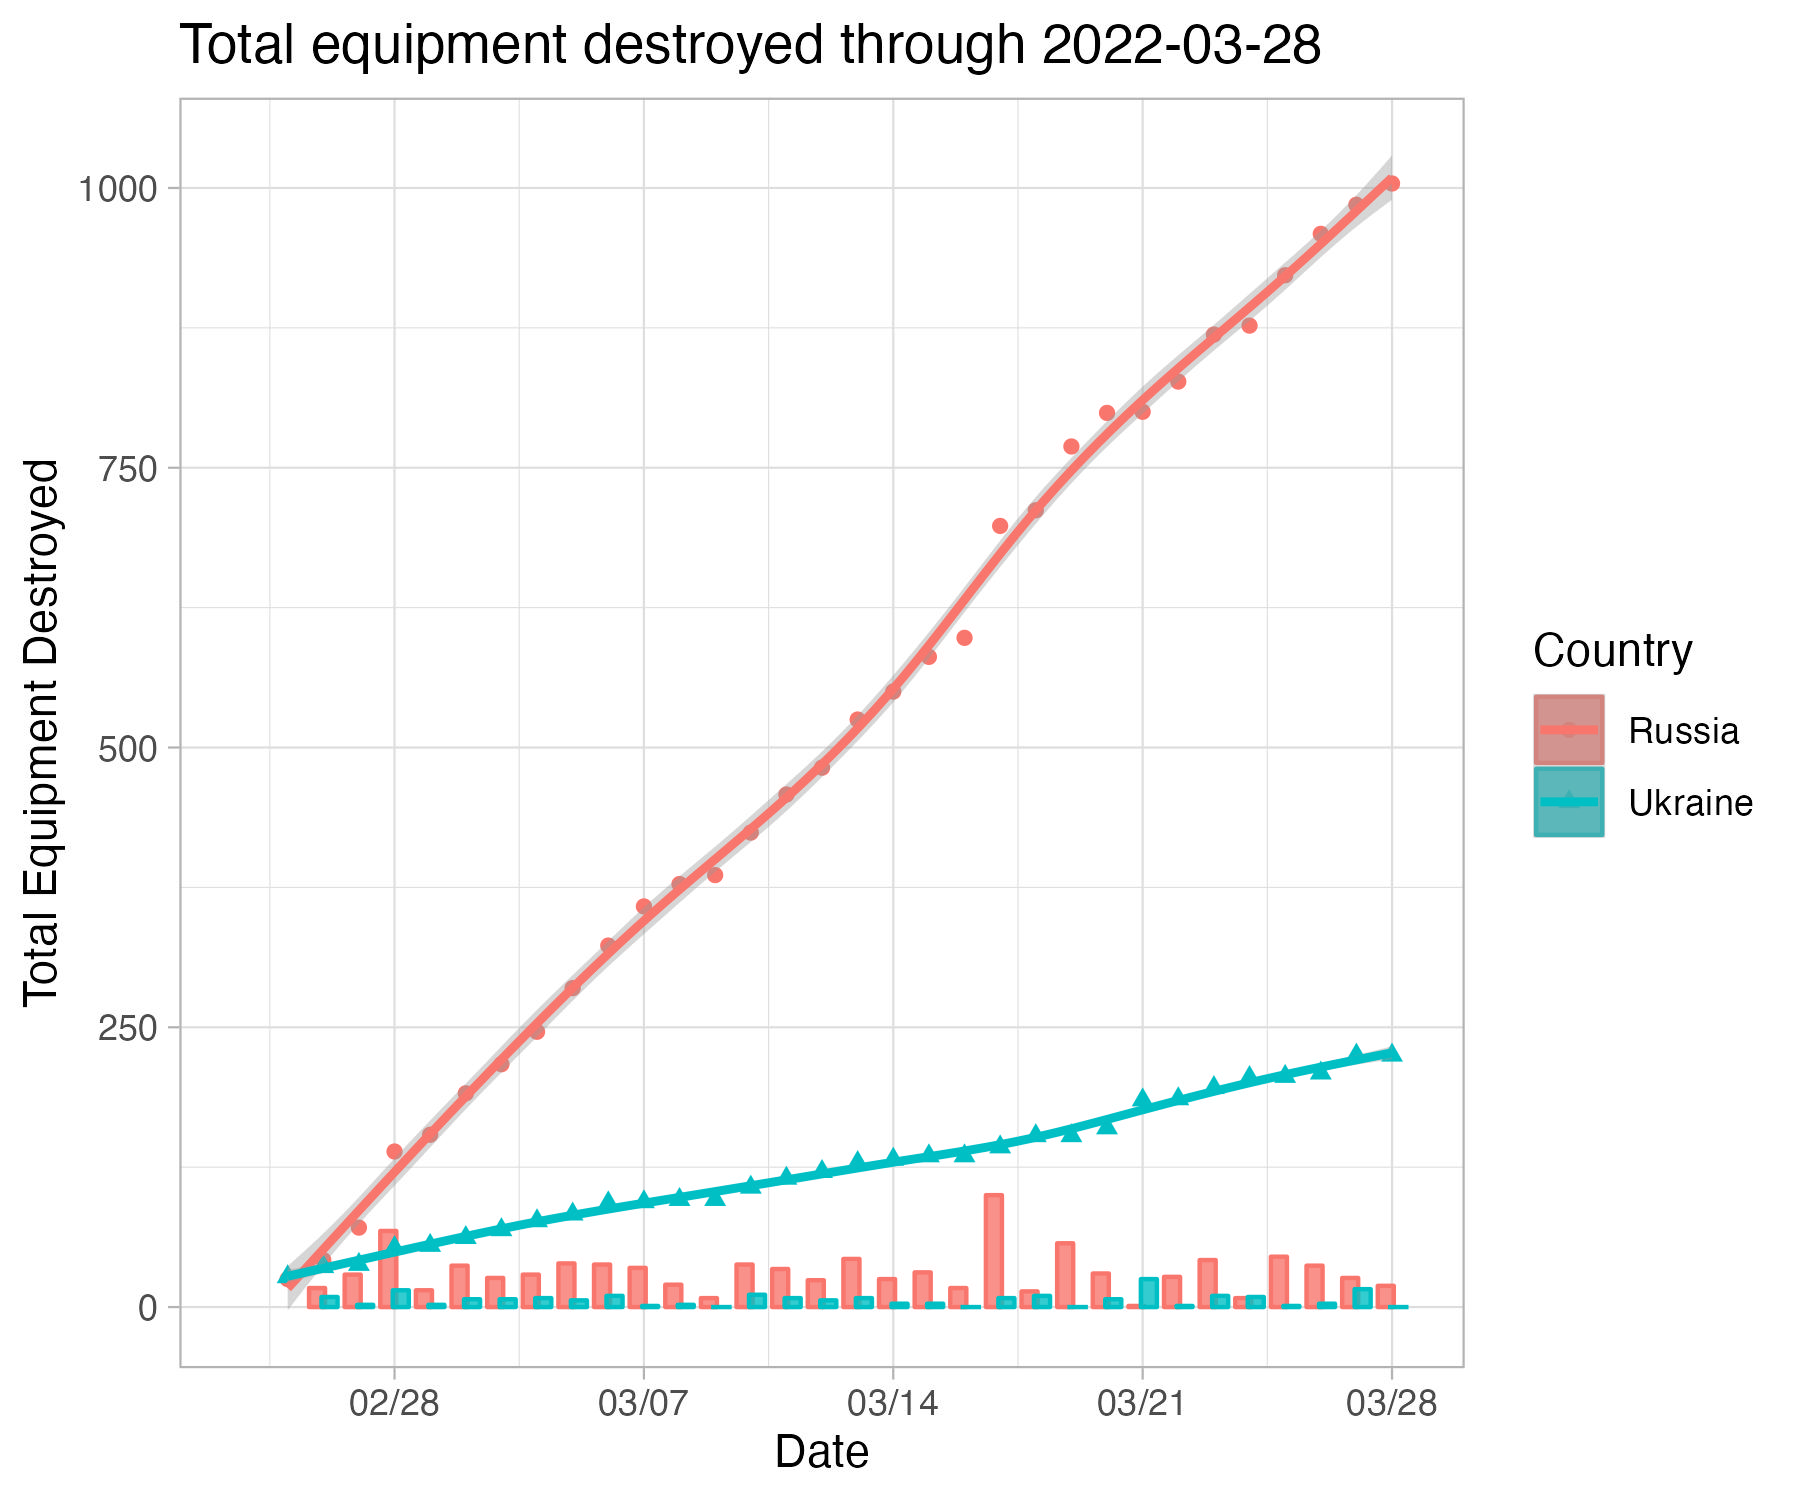 Total equipment destroyed through 2022-03-28
Total Equipment Destroyed
1000
750
500
250
0
02/28 03/07 03/14 03/21 03/28
Date
Country
Russia
Ukraine